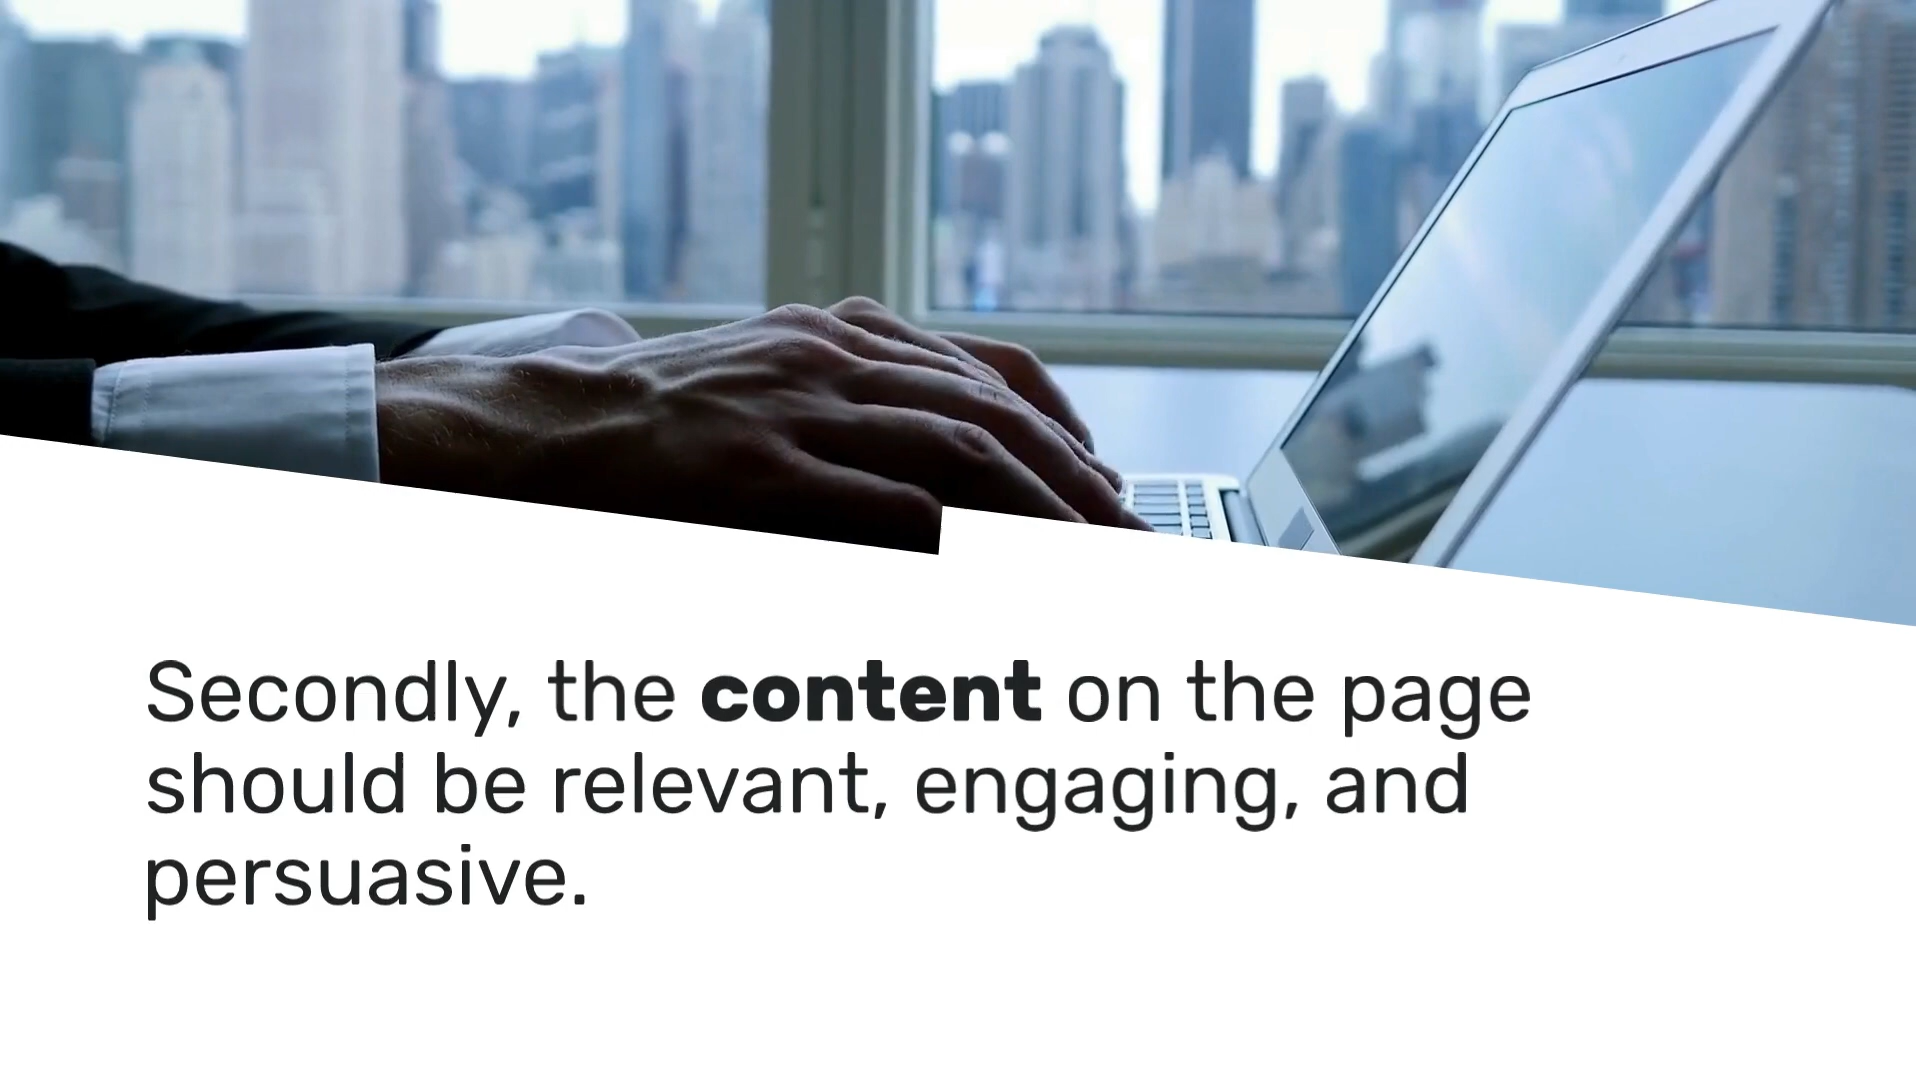 Secondly, the content on the page
should be relevant, engaging, and
persuasive.